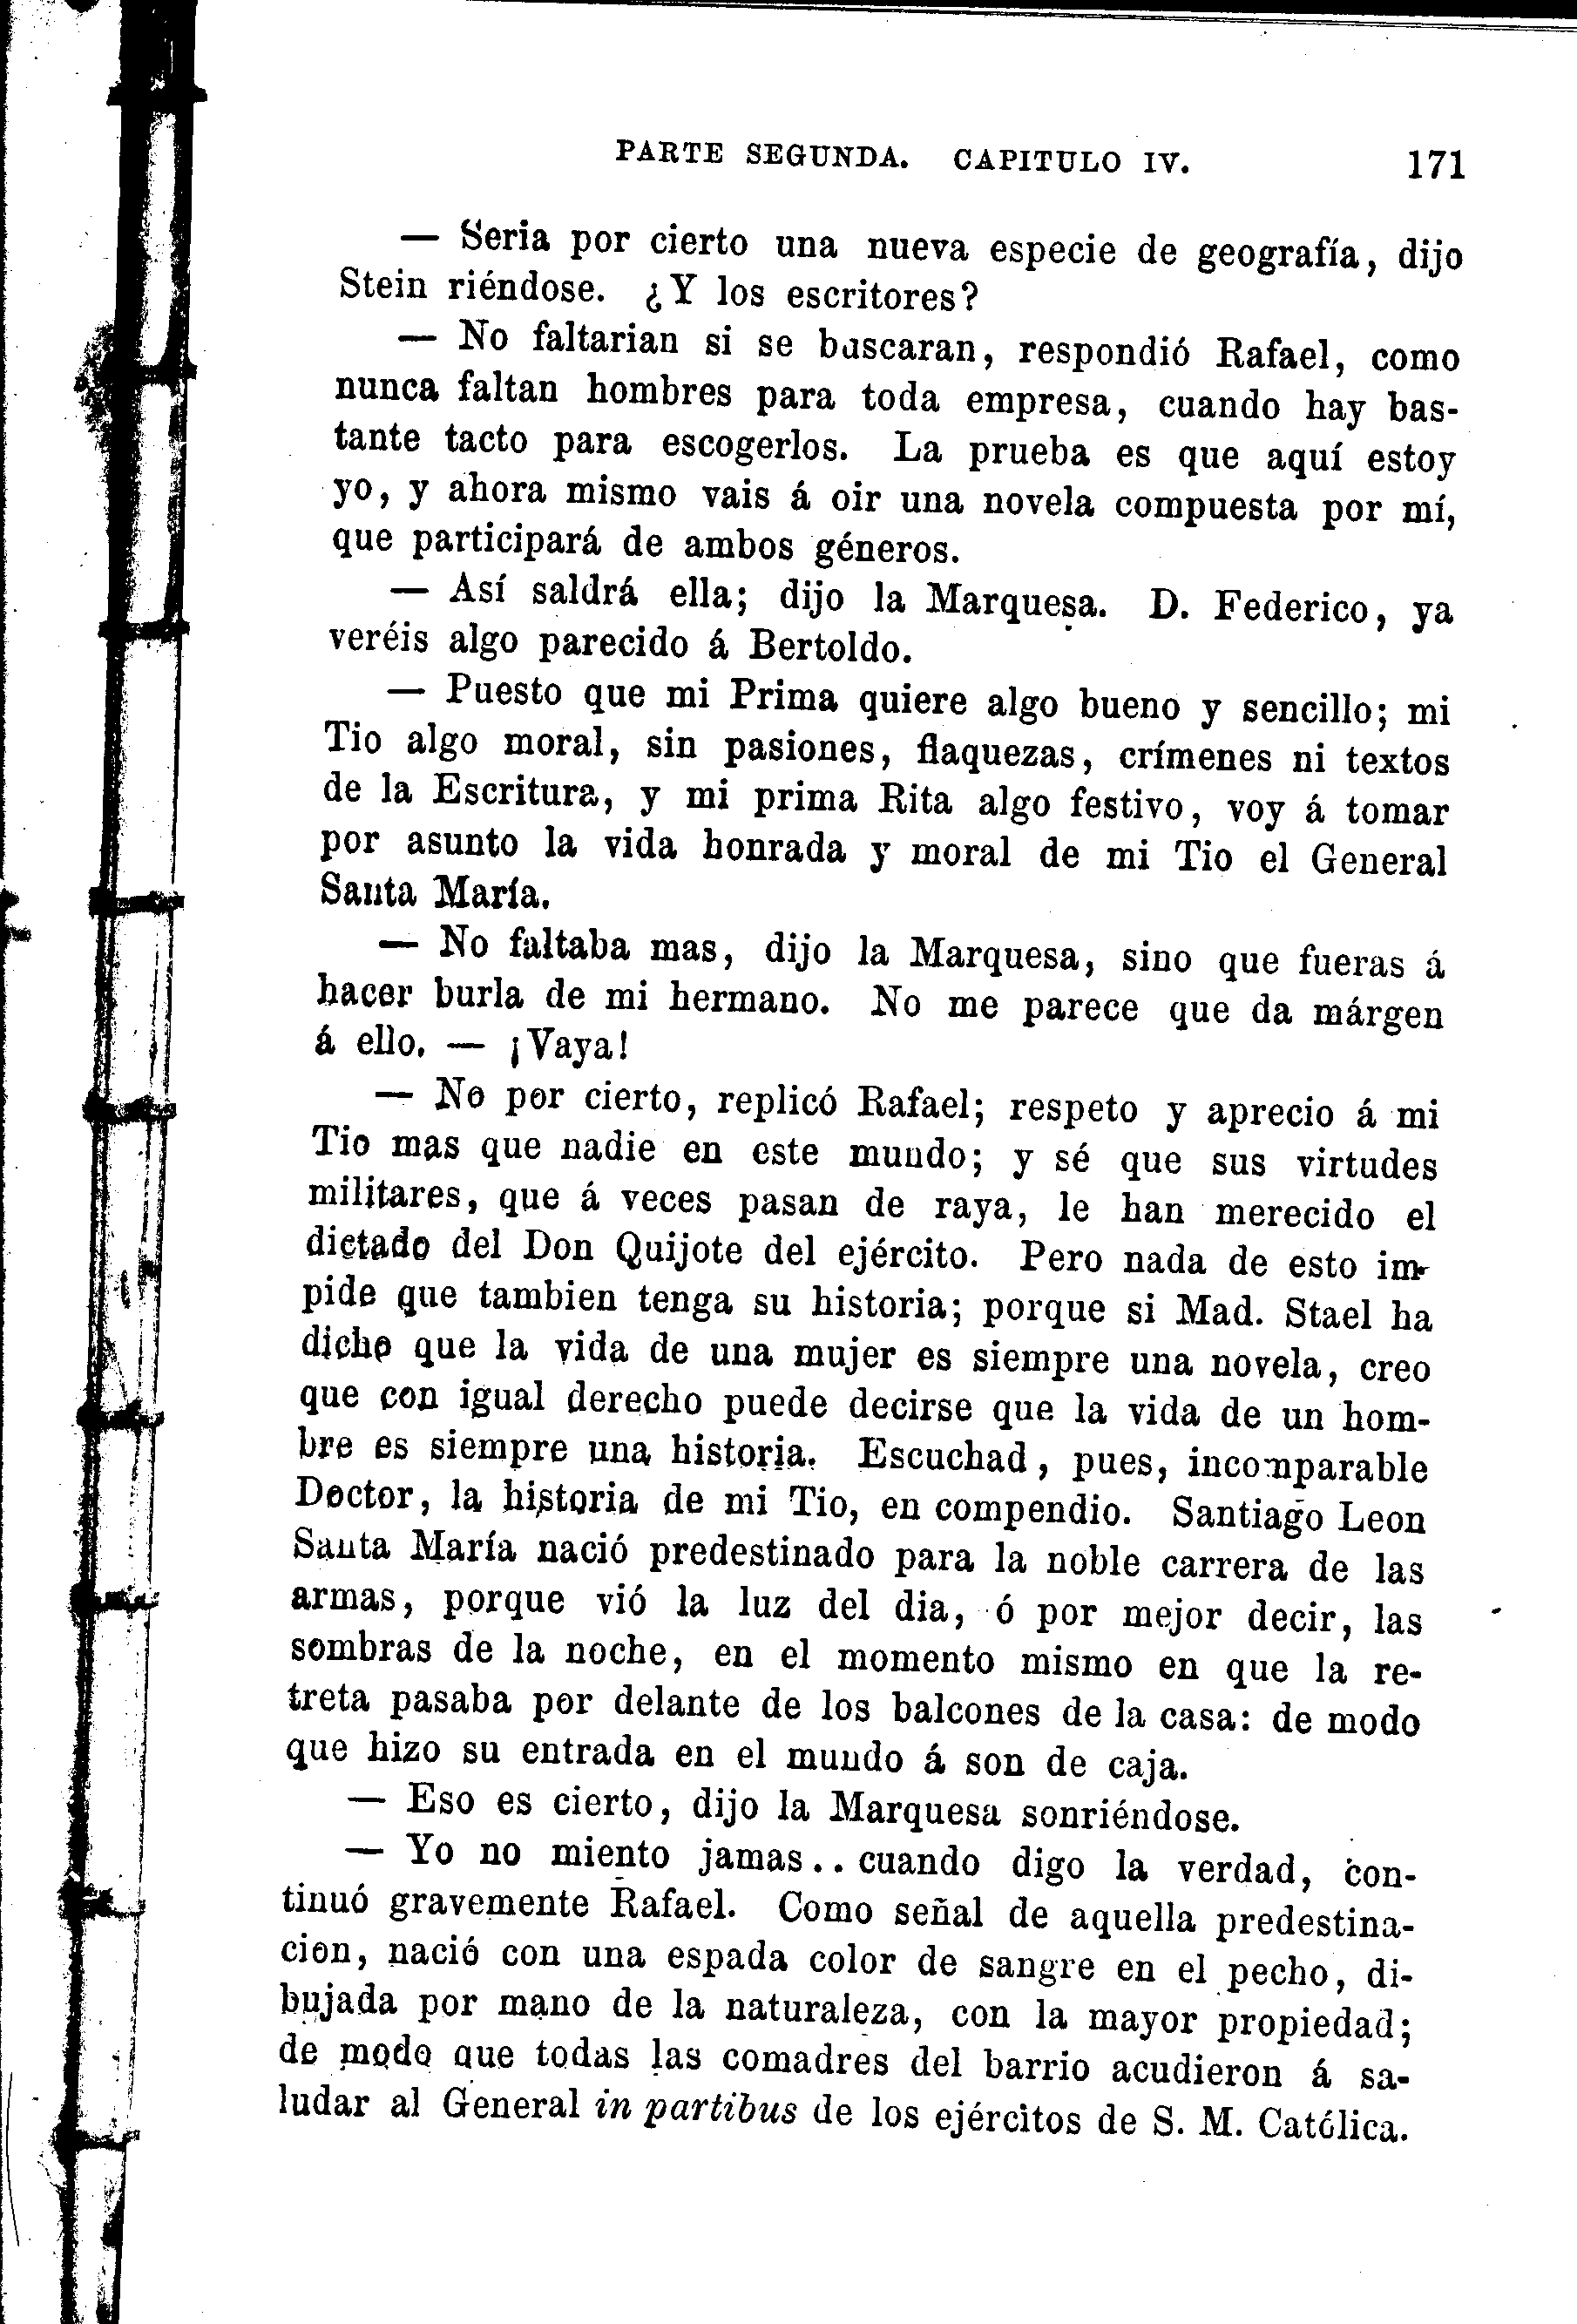 PARTE SEGUNDA. CAPITULO IV. 171
— Seria por cierto una nueva especie de geografía, dijo
Stein riéndose. ¿Y los escritores?
— No faltarian si se buscaran, respondió Rafael, como
nunca faltan hombres para toda empresa, cuando hay bas-
tante tacto para escogerlos. La prueba es que aquí estoy
yo, y ahora mismo vais á oir una novela compuesta por mí,
que participará de ambos géneros.
— Así saldrá ella; dijo la Marquesa. D. Federico, ya
veréis algo parecido á Bertoldo.
— Puesto que mi Prima quiere algo bueno y sencillo; mi
Tio algo moral, sin pasiones, flaquezas, crímenes ni textos
de la Escritura, y mi prima Rita algo festivo, voy á tomar
por asunto la vida honrada y moral de mi Tio el General
Santa María.
— No faltaba mas, dijo la Marquesa, sino que fueras á
hacer burla de mi hermano. No me parece que da márgen
á ello. — ¡Vaya!
— No por cierto, replicó Rafael; respeto y aprecio á mi
Tio mas que nadie en este mundo; y sé que sus virtudes
militares, que á veces pasan de raya, le han merecido el
dictado del Don Quijote del ejército. Pero nada de esto im-
pide que tambien tenga su historia; porque si Mad. Stael ha
dicho que la vida de una mujer es siempre una novela, creo
que con igual derecho puede decirse que la vida de un hom-
bre es siempre una historia. Escuchad, pues, incomparable
Doctor, la historia de mi Tio, en compendio. Santiago Leon
Santa María nació predestinado para la noble carrera de las
armas, porque vió la luz del dia, ó por mejor decir, las
sombras de la noche, en el momento mismo en que la re-
treta pasaba por delante de los balcones de la casa: de modo
que hizo su entrada en el mundo á son de caja.
— Eso es cierto, dijo la Marquesa sonriéndose.
— Yo no miento jamas.. cuando digo la verdad, con-
tinuó gravemente Rafael. Como señal de aquella predestina-
cion, nació con una espada color de sangre en el pecho, di-
bujada por mano de la naturaleza, con la mayor propiedad;
de modo que todas las comadres del barrio acudieron á sa-
ludar al General in partibus de los ejércitos de S. M. Católica.